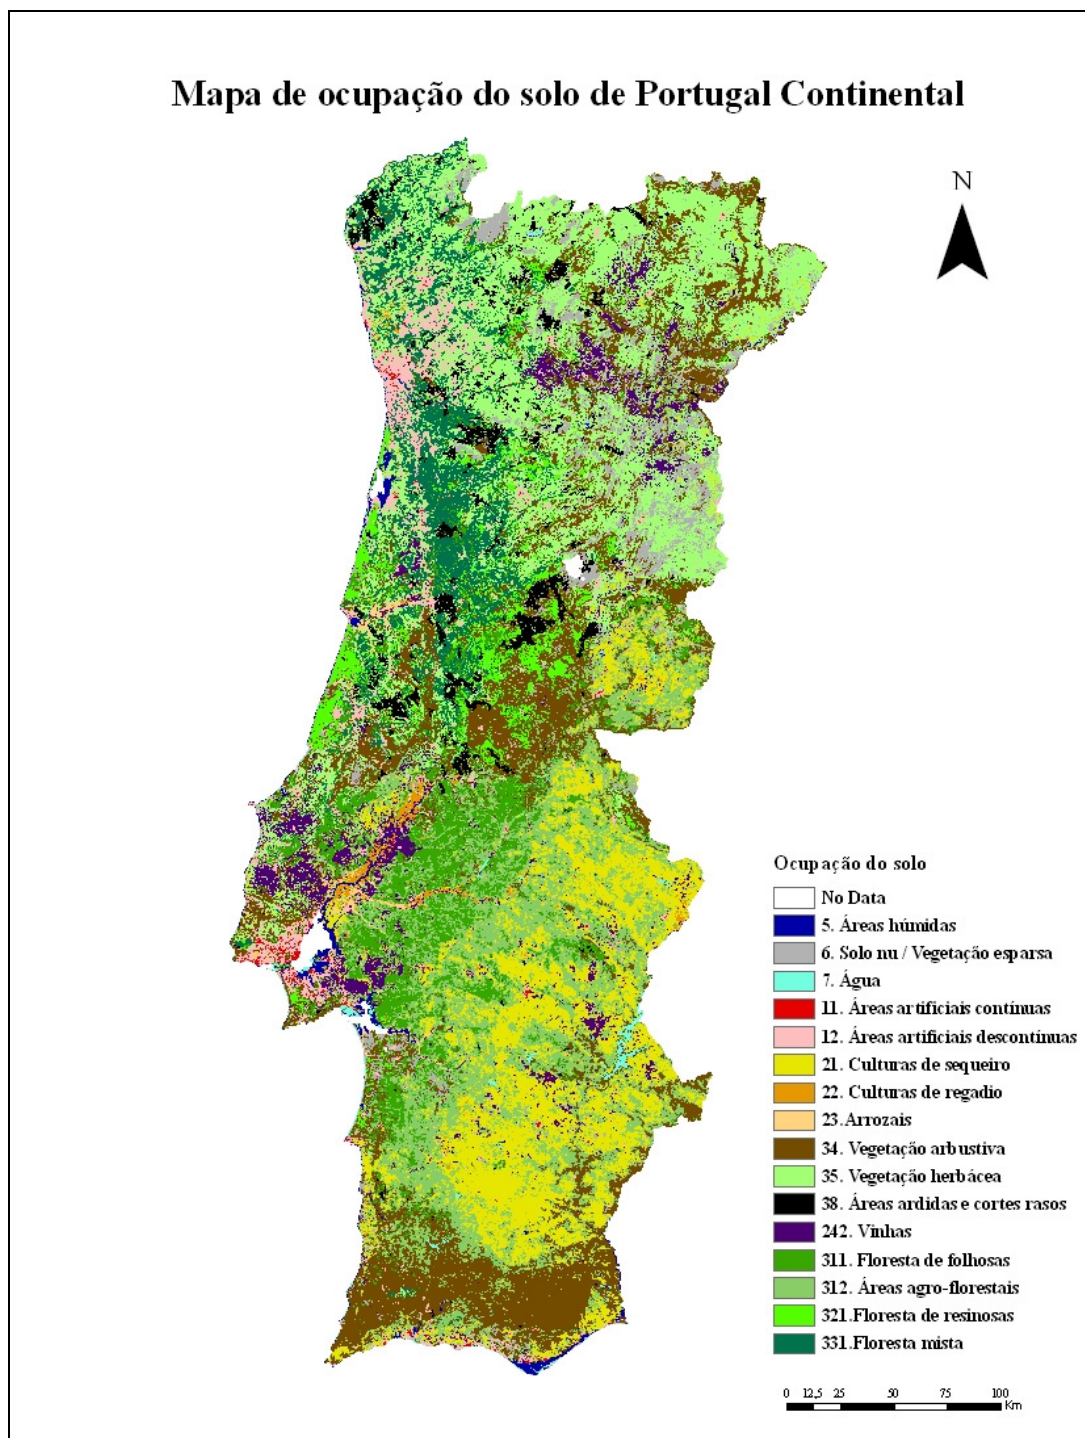 Mapa de ocupação do solo de Portugal Continental
N
Ocupação do solo
No Data
5. Áreas húmidas
6. Solo nu / Vegetação esparsa
7. Água
11. Áreas artificiais contínuas
12. Áreas artificiais descontínuas
21. Culturas de sequeiro
22. Culturas de regadio
23.Arrozais
34. Vegetação arbustiva
35. Vegetação herbácea
38. Áreas ardidas e cortes rasos
242. Vinhas
311. Floresta de folhosas
312. Áreas agro-florestais
321.Floresta de resinosas
331.Floresta mista
0 12,5 25 50 75 100
Km